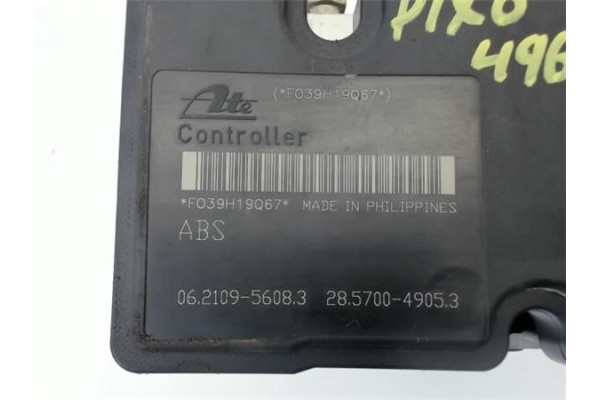 PIXO
496
Ate (*FO39H19Q67*)
Controller
*FO39H19Q67* MADE IN PHILIPPINES
ABS
06.2109-5608.3 28.5700-4905.3